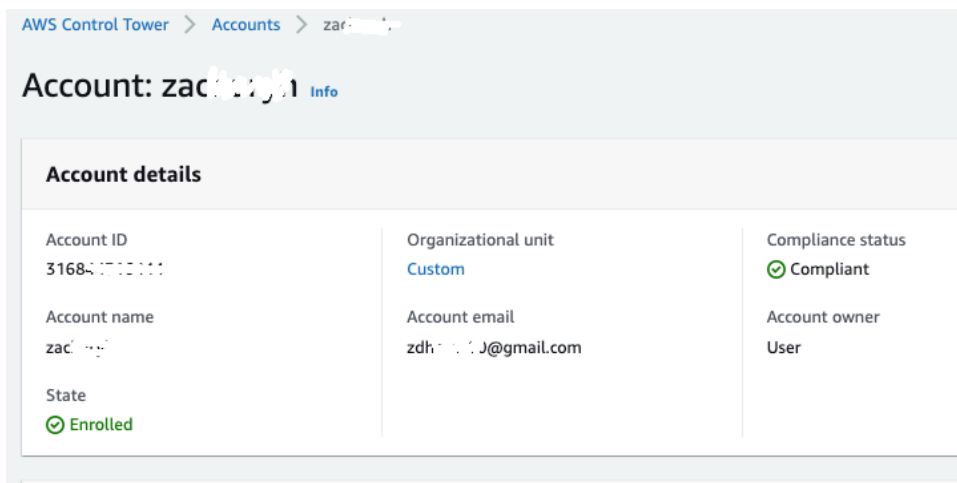 AWS Control Tower > Accounts >
Account: Info
Account details
Account ID
Organizational unit
Compliance status
Custom
Compliant
Account name
Account email
Account owner
User
State
Enrolled